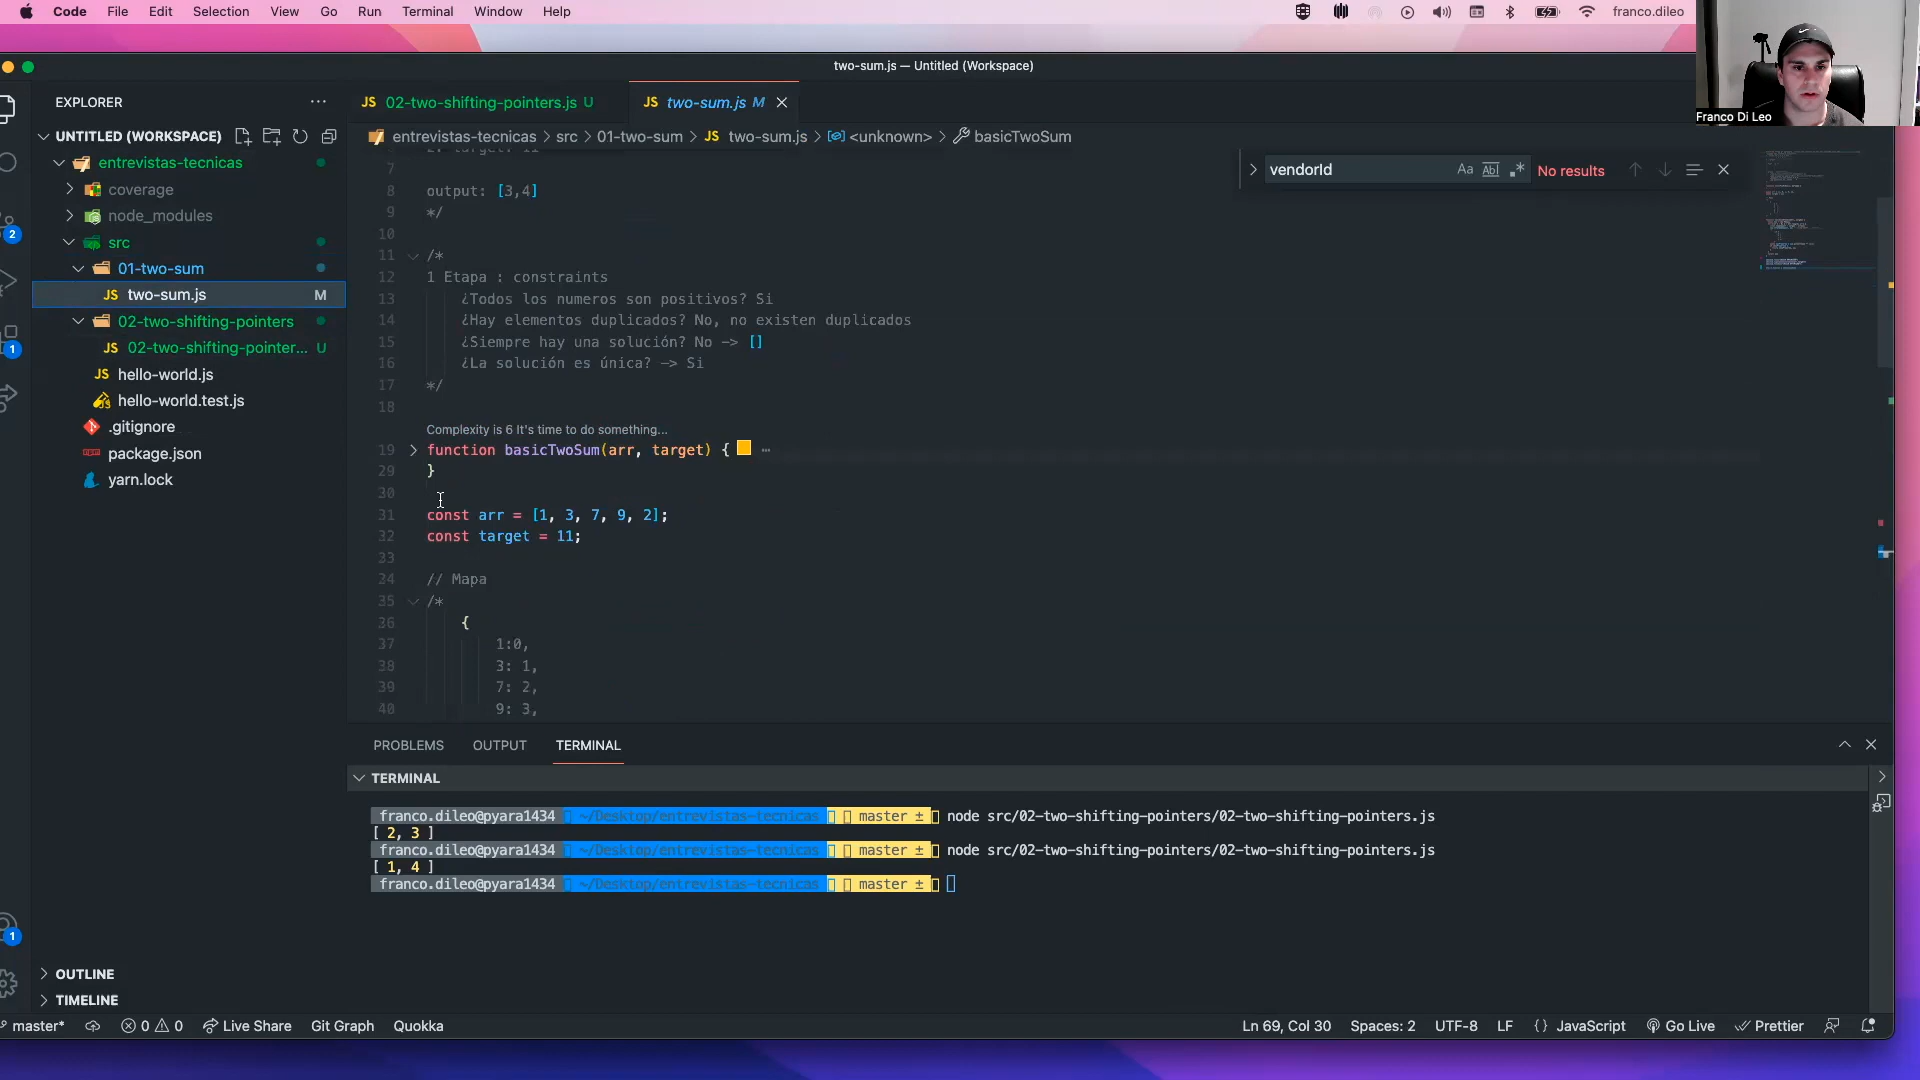 Code File Edit Selection View Go Run Terminal Window Help franco.dileo
Franco Di Leo
two-sum.js — Untitled (Workspace)
EXPLORER
JS 02-two-shifting-pointers.js U
JS two-sum.js M
UNTITLED (WORKSPACE)
entrevistas-tecnicas > src > 01-two-sum > JS two-sum.js > <unknown> > basicTwoSum
vendorId Aa Abl .* No results
entrevistas-tecnicas
coverage
node_modules
src
01-two-sum
JS two-sum.js M
02-two-shifting-pointers
JS 02-two-shifting-pointer... U
JS hello-world.js
hello-world.test.js
.gitignore
package.json
yarn.lock
2
1
1
7
8 output: [3,4]
9 */
10
11 /*
12 1 Etapa : constraints
13 ¿Todos los numeros son positivos? Si
14 ¿Hay elementos duplicados? No, no existen duplicados
15 ¿Siempre hay una solución? No -> []
16 ¿La solución es única? -> Si
17 */
18
Complexity is 6 It's time to do something...
19 function basicTwoSum(arr, target) { …
29 }
30
31 const arr = [1, 3, 7, 9, 2];
32 const target = 11;
33
34 // Mapa
35 /*
36 {
37 1:0,
38 3: 1,
39 7: 2,
40 9: 3,
PROBLEMS OUTPUT TERMINAL
TERMINAL
franco.dileo@pyara1434 ~/Desktop/entrevistas-tecnicas master ± node src/02-two-shifting-pointers/02-two-shifting-pointers.js
[ 2, 3 ]
franco.dileo@pyara1434 ~/Desktop/entrevistas-tecnicas master ± node src/02-two-shifting-pointers/02-two-shifting-pointers.js
[ 1, 4 ]
franco.dileo@pyara1434 ~/Desktop/entrevistas-tecnicas master ±
OUTLINE
TIMELINE
master* 0 0 Live Share Git Graph Quokka Ln 69, Col 30 Spaces: 2 UTF-8 LF {} JavaScript Go Live Prettier